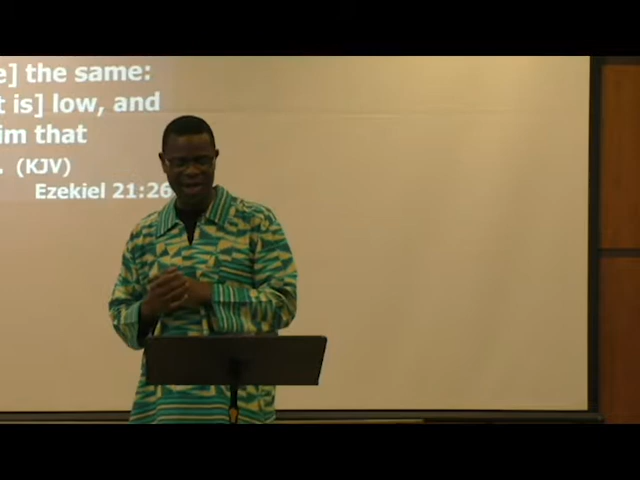 e] the same:
t is] low, and
im that
. (KJV)
Ezekiel 21:26